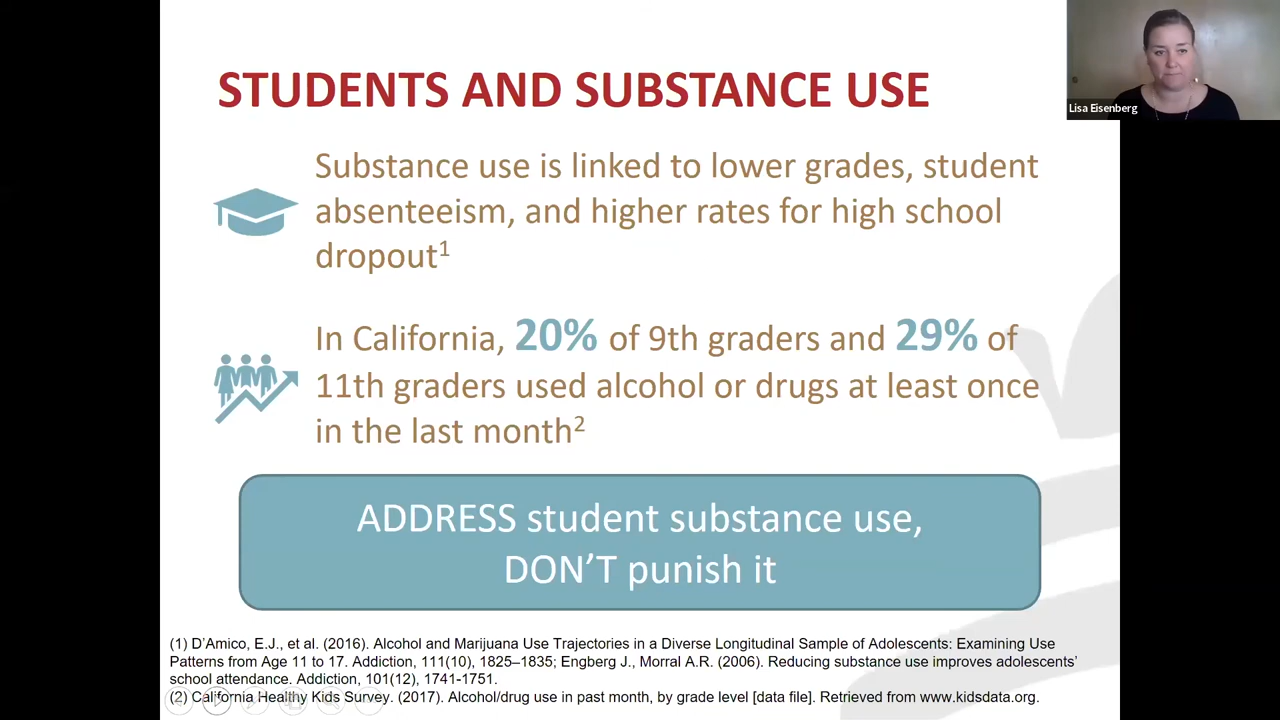 STUDENTS AND SUBSTANCE USE
Lisa Eisenberg
Substance use is linked to lower grades, student
absenteeism, and higher rates for high school
dropout1
In California, 20% of 9th graders and 29% of
11th graders used alcohol or drugs at least once
in the last month2
ADDRESS student substance use,
DON’T punish it
(1) D’Amico, E.J., et al. (2016). Alcohol and Marijuana Use Trajectories in a Diverse Longitudinal Sample of Adolescents: Examining Use
Patterns from Age 11 to 17. Addiction, 111(10), 1825–1835; Engberg J., Morral A.R. (2006). Reducing substance use improves adolescents’
school attendance. Addiction, 101(12), 1741-1751.
(2) California Healthy Kids Survey. (2017). Alcohol/drug use in past month, by grade level [data file]. Retrieved from www.kidsdata.org.